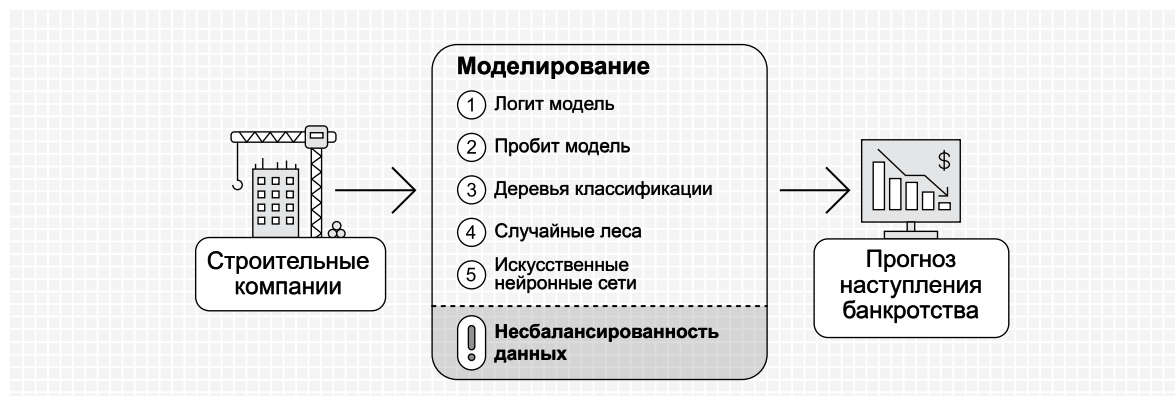 Моделирование
1 Логит модель
2 Пробит модель
3 Деревья классификации
4 Случайные леса
5 Искусственные
нейронные сети
Несбалансированность
данных
Строительные
компании
$
Прогноз
наступления
банкротства